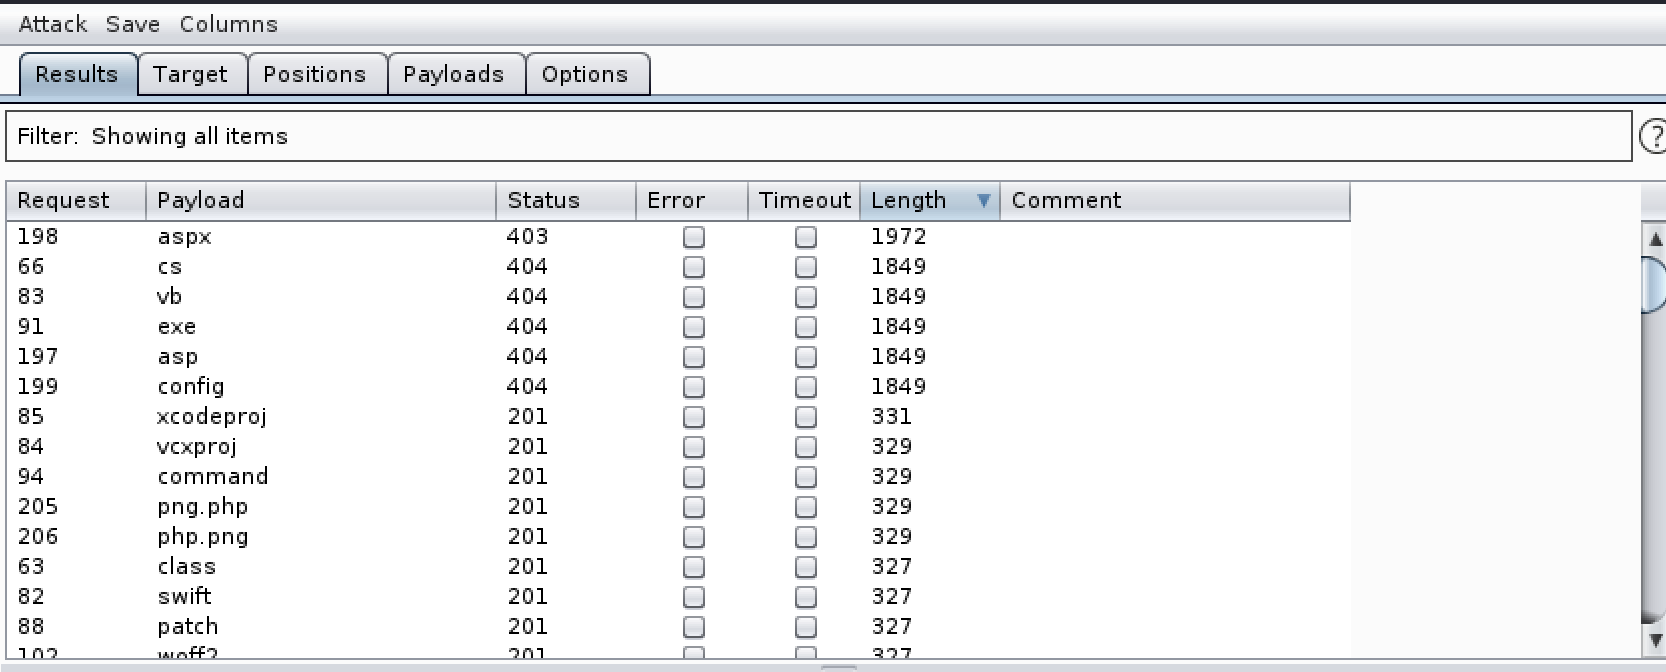 Attack Save Columns
Results Target Positions Payloads Options
Filter: Showing all items ?
Request Payload Status Error Timeout Length Comment
198 aspx 403 1972
66 cs 404 1849
83 vb 404 1849
91 exe 404 1849
197 asp 404 1849
199 config 404 1849
85 xcodeproj 201 331
84 vcxproj 201 329
94 command 201 329
205 png.php 201 329
206 php.png 201 329
63 class 201 327
82 swift 201 327
88 patch 201 327
102 woff2 201 327